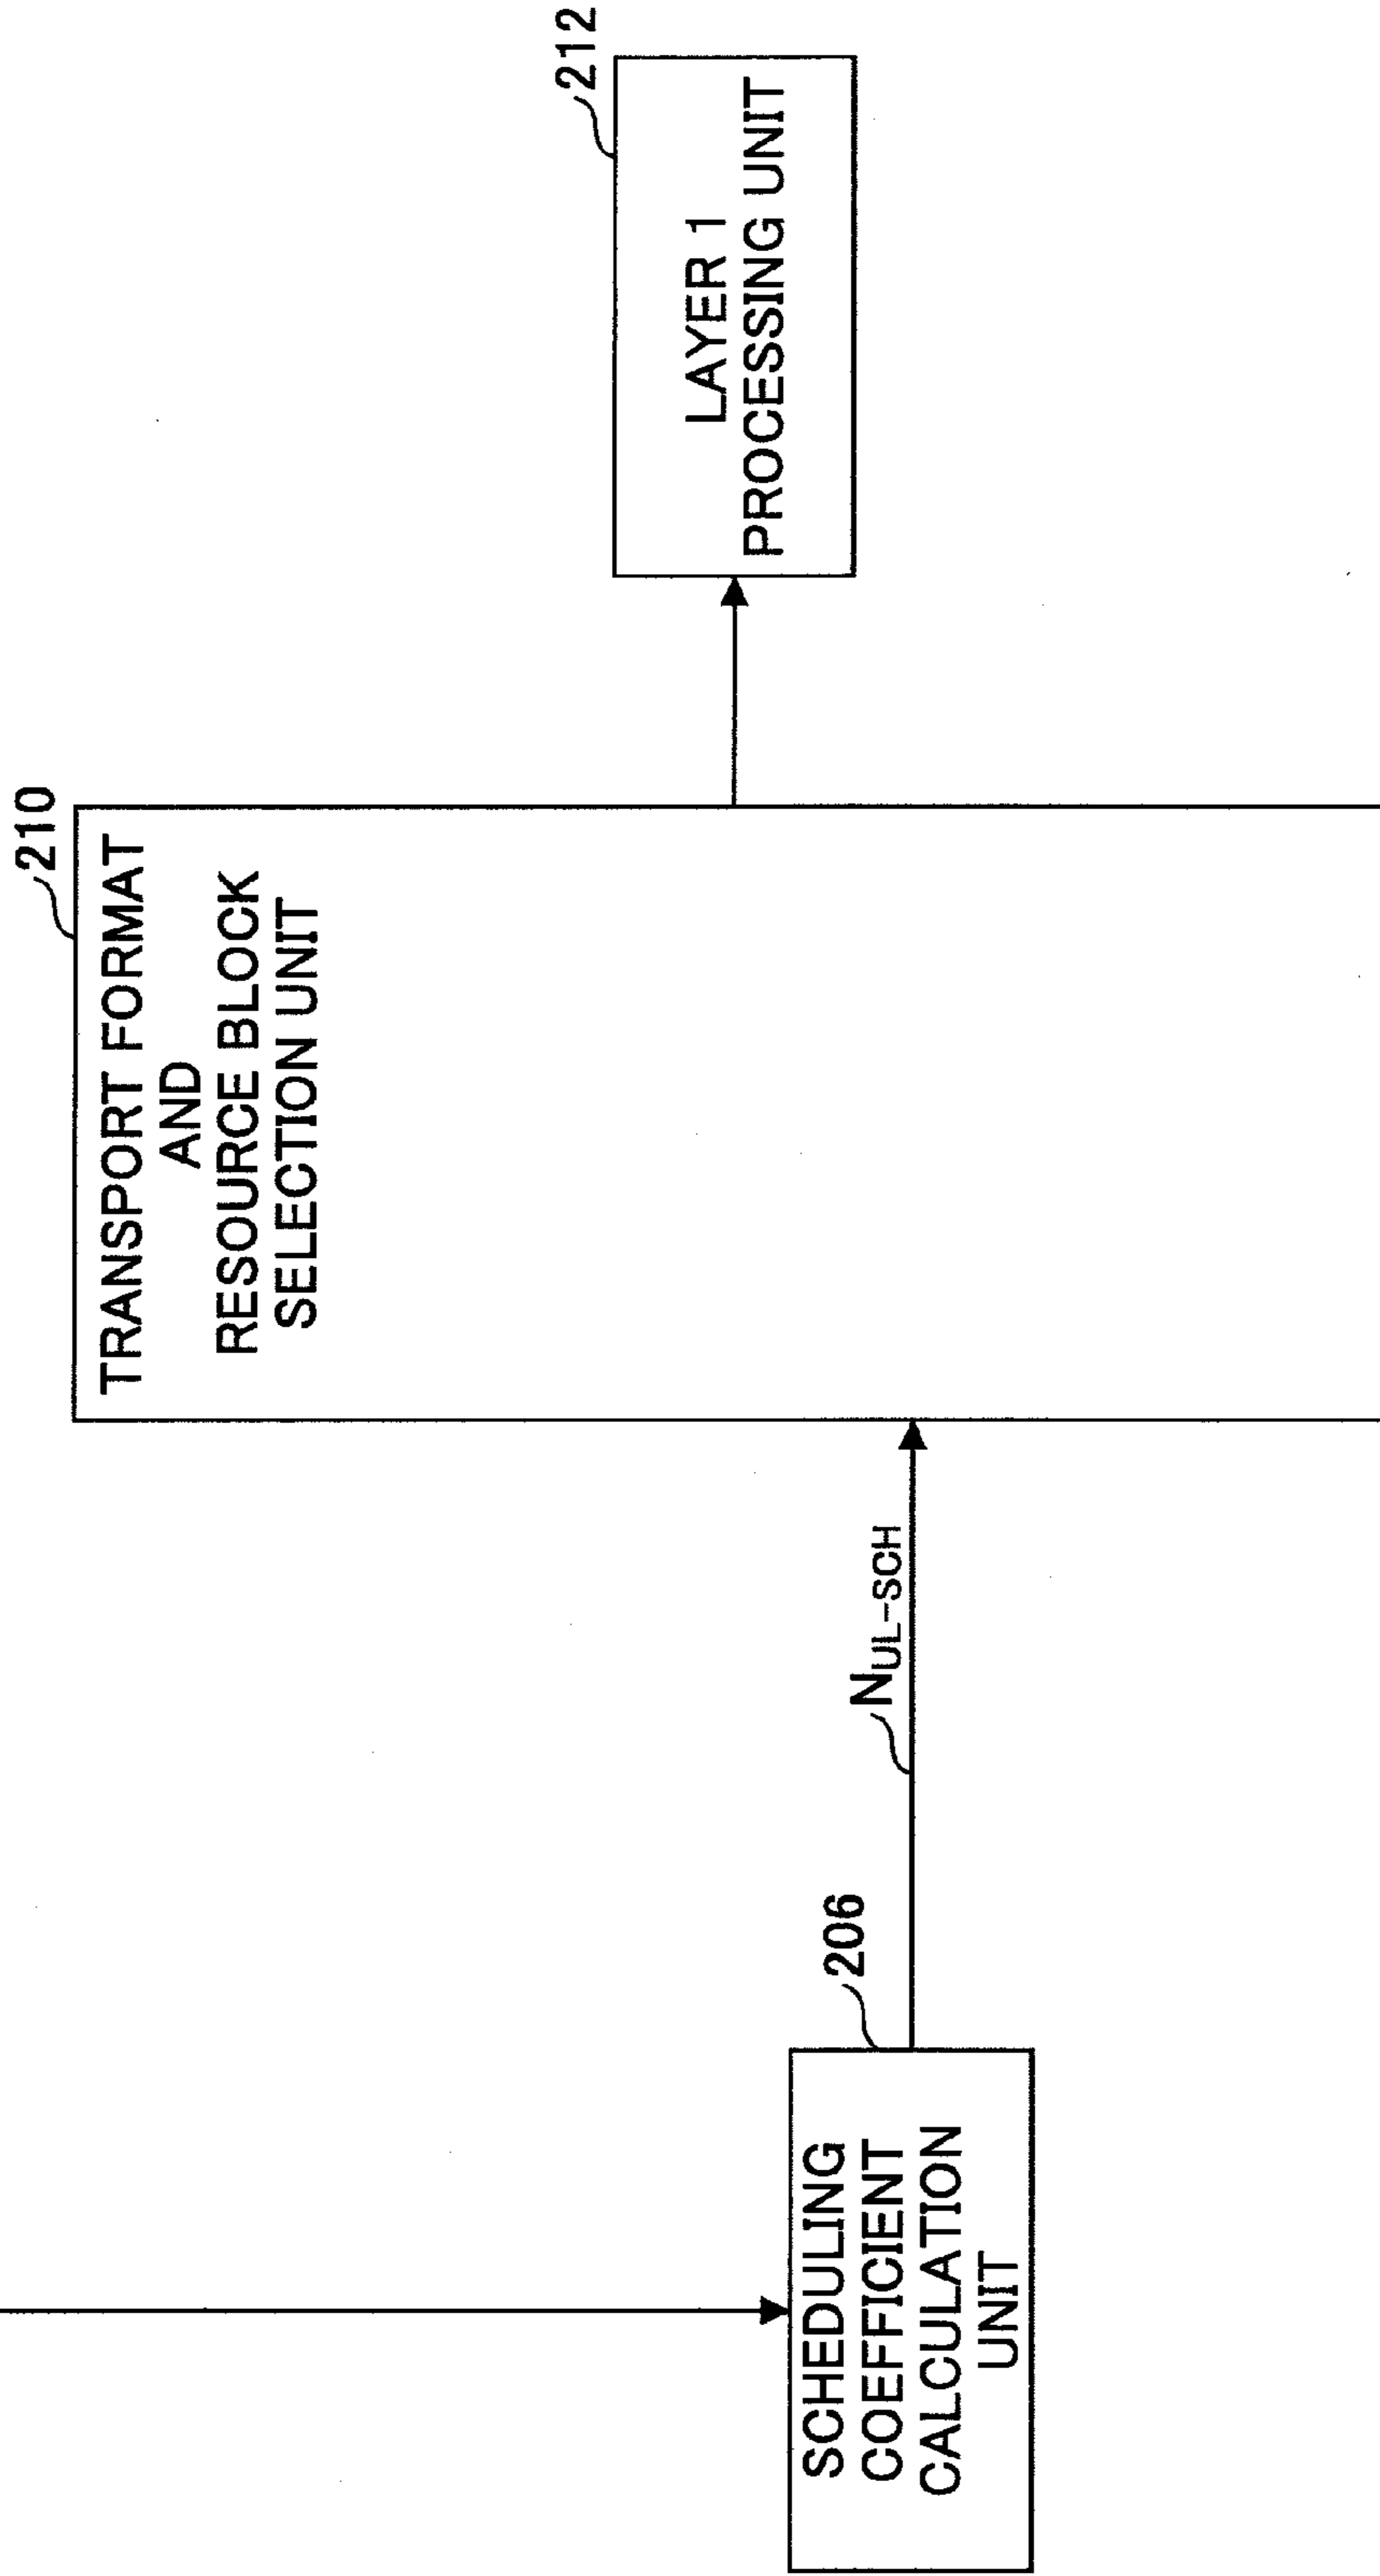 210
TRANSPORT FORMAT
AND
RESOURCE BLOCK
SELECTION UNIT
212
LAYER 1
PROCESSING UNIT
206
SCHEDULING
COEFFICIENT
CALCULATION
UNIT
NUL-SCH